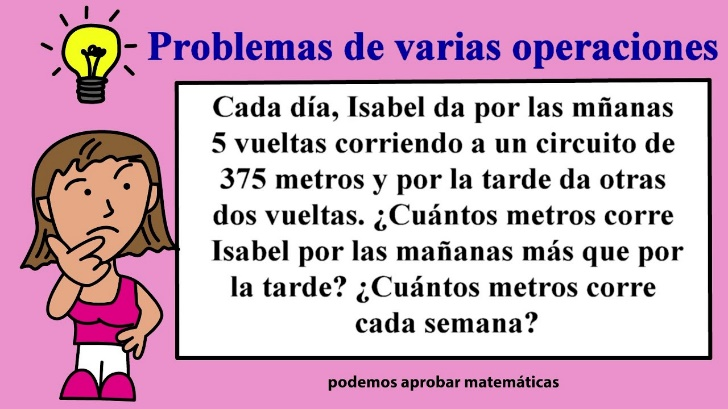 Problemas de varias operaciones
Cada día, Isabel da por las mñanas
5 vueltas corriendo a un circuito de
375 metros y por la tarde da otras
dos vueltas. ¿Cuántos metros corre
Isabel por las mañanas más que por
la tarde? ¿Cuántos metros corre
cada semana?
podemos aprobar matemáticas